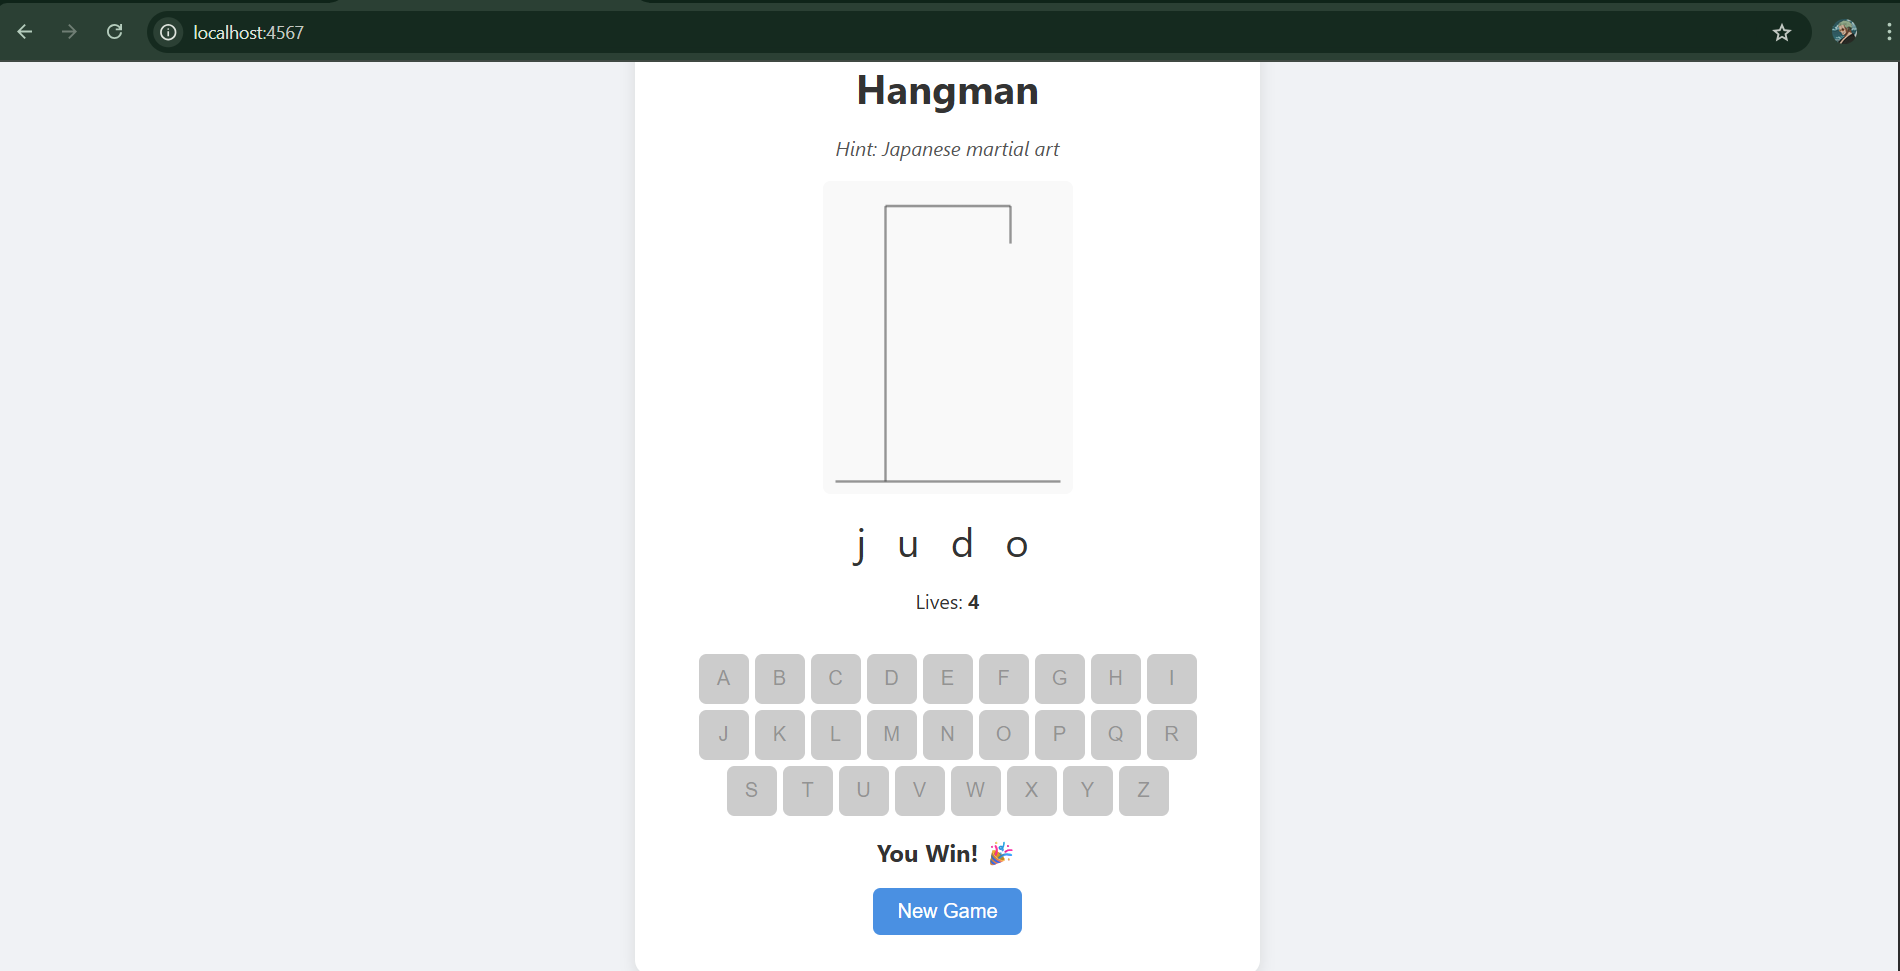 localhost:4567
Hangman
Hint: Japanese martial art
j u d o
Lives: 4
A B C D E F G H I
J K L M N O P Q R
S T U V W X Y Z
You Win! 🎉
New Game